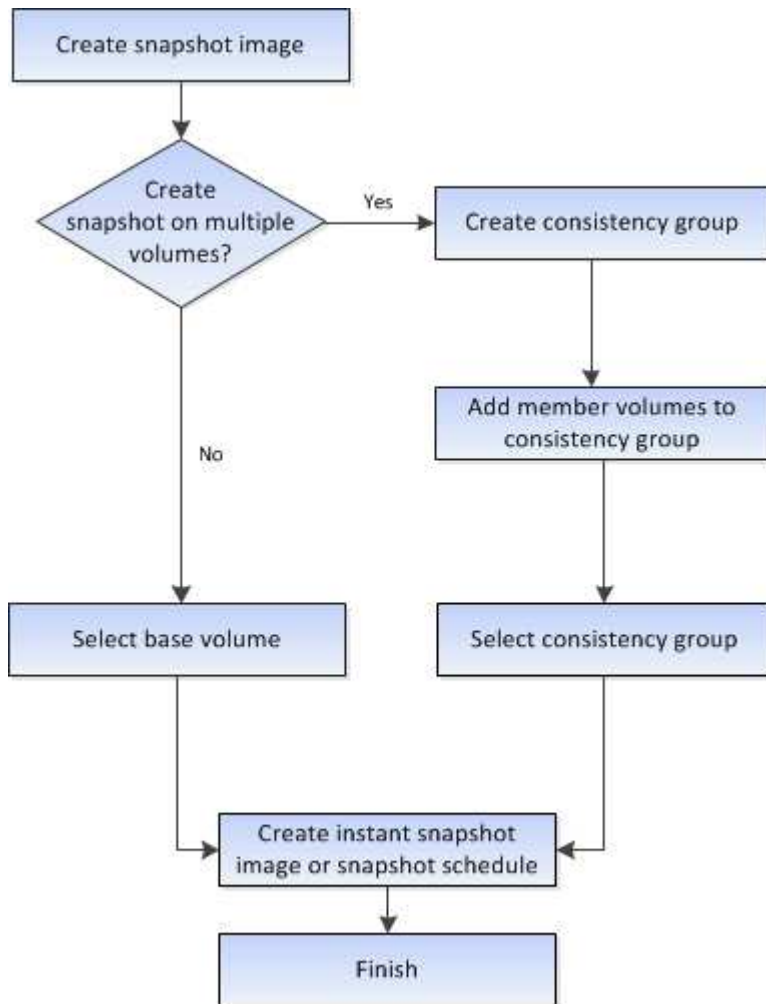 Create snapshot image
Create
snapshot on multiple
volumes?
Yes
Create consistency group
Add member volumes to
consistency group
No
Select base volume
Select consistency group
Create instant snapshot
image or snapshot schedule
Finish